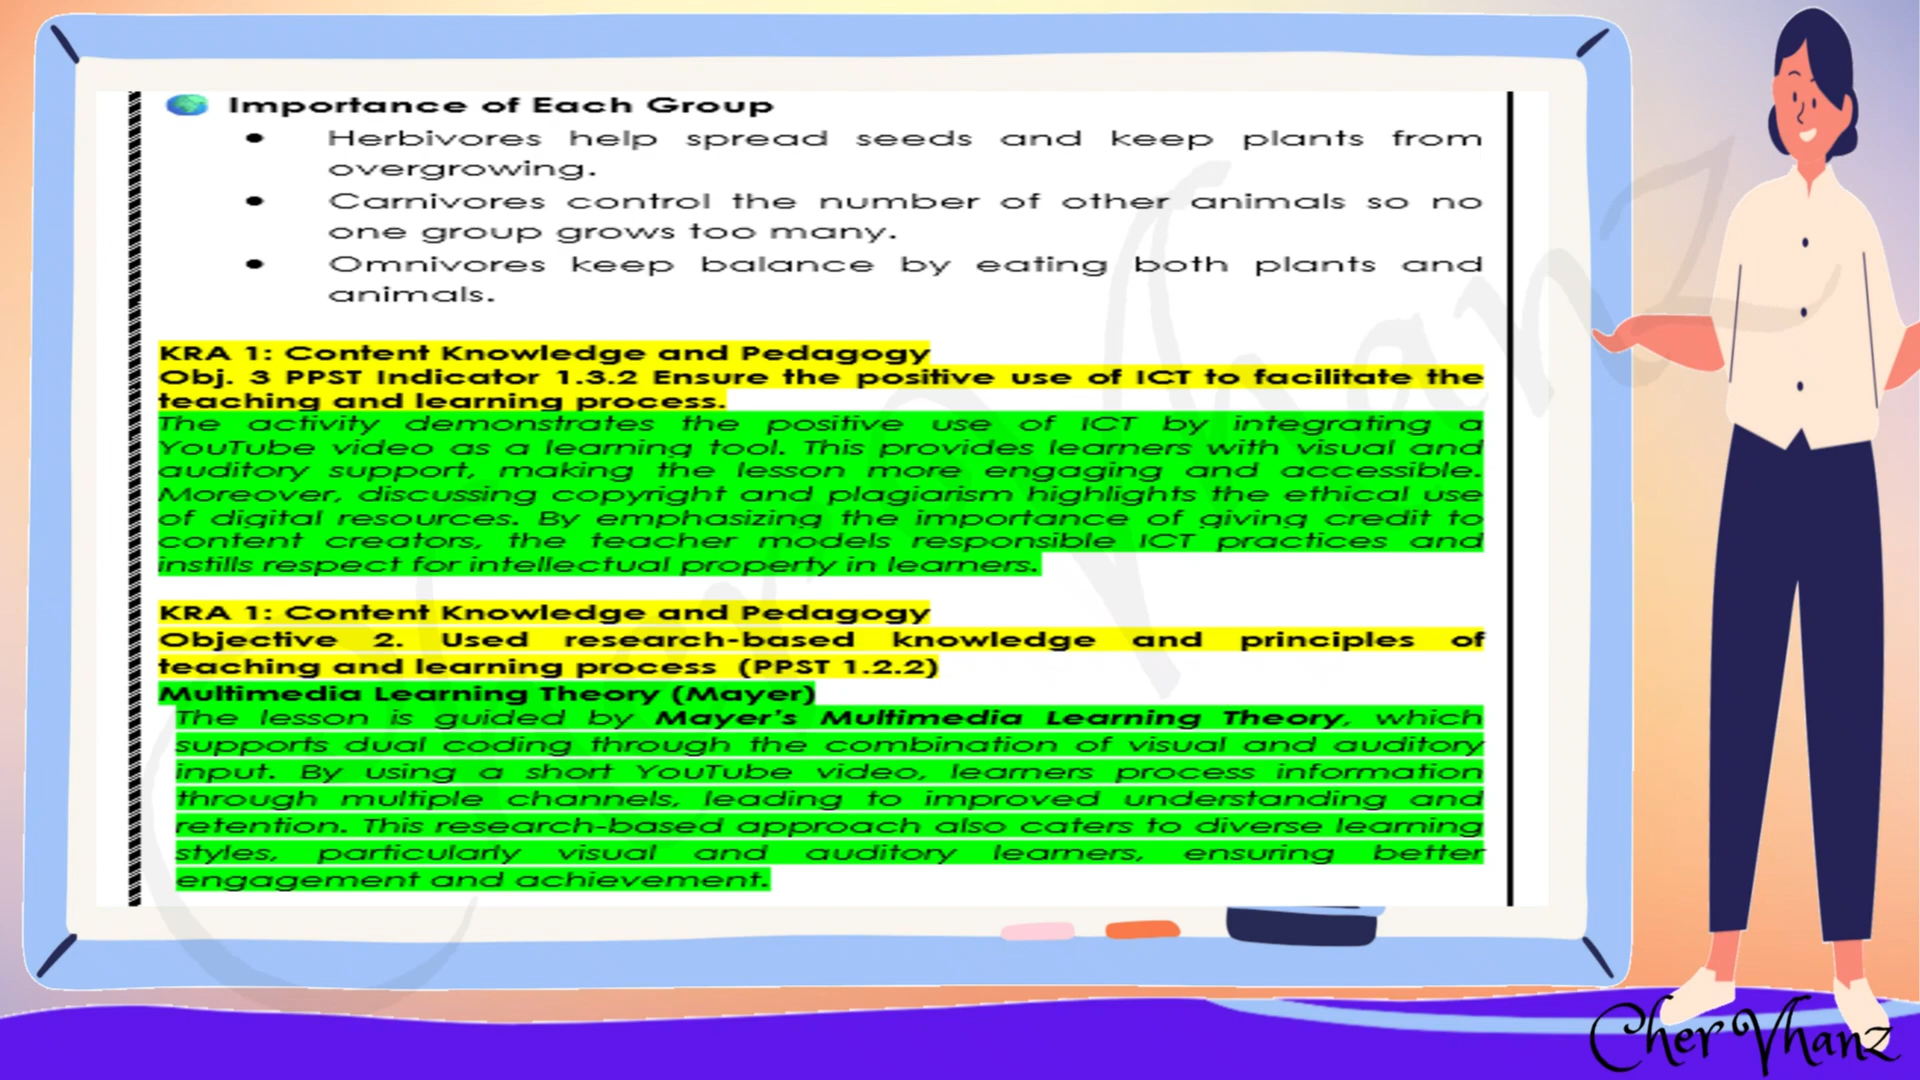 Importance of Each Group
• Herbivores help spread seeds and keep plants from
overgrowing.
• Carnivores control the number of other animals so no
one group grows too many.
• Omnivores keep balance by eating both plants and
animals.
KRA 1: Content Knowledge and Pedagogy
Obj. 3 PPST Indicator 1.3.2 Ensure the positive use of ICT to facilitate the
teaching and learning process.
The activity demonstrates the positive use of ICT by integrating a
YouTube video as a learning tool. This provides learners with visual and
auditory support, making the lesson more engaging and accessible.
Moreover, discussing copyright and plagiarism highlights the ethical use
of digital resources. By emphasizing the importance of giving credit to
content creators, the teacher models responsible ICT practices and
instills respect for intellectual property in learners.
KRA 1: Content Knowledge and Pedagogy
Objective 2. Used research-based knowledge and principles of
teaching and learning process (PPST 1.2.2)
Multimedia Learning Theory (Mayer)
The lesson is guided by Mayer's Multimedia Learning Theory, which
supports dual coding through the combination of visual and auditory
input. By using a short YouTube video, learners process information
through multiple channels, leading to improved understanding and
retention. This research-based approach also caters to diverse learning
styles, particularly visual and auditory learners, ensuring better
engagement and achievement.
Cher Vhanz
Cher Vhanz